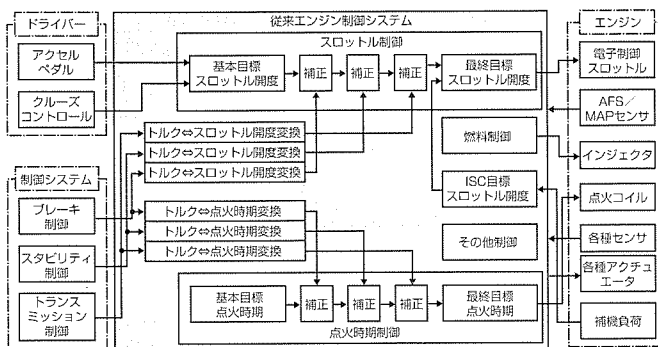 ドライバー
アクセル
ペダル
クルーズ
コントロール
制御システム
ブレーキ
制御
スタビリティ
制御
トランス
ミッション
制御
従来エンジン制御システム
スロットル制御
基本目標
スロットル開度
補正
補正
補正
最終目標
スロットル開度
トルク⇔スロットル開度変換
トルク⇔スロットル開度変換
トルク⇔スロットル開度変換
燃料制御
ISC目標
スロットル開度
トルク⇔点火時期変換
トルク⇔点火時期変換
トルク⇔点火時期変換
その他制御
基本目標
点火時期
補正
補正
補正
最終目標
点火時期
点火時期制御
エンジン
電子制御
スロットル
AFS/
MAPセンサ
インジェクタ
点火コイル
各種センサ
各種アクチュ
エータ
補機負荷